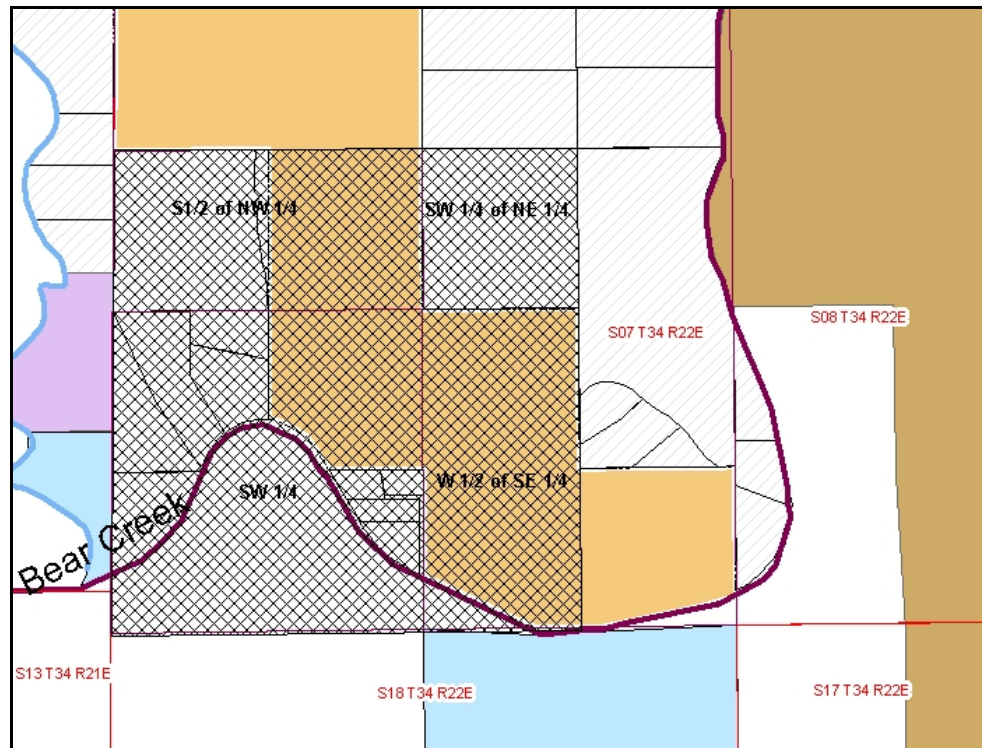 S1/2 of NW 1/4
SW 1/4 of NE 1/4
S07 T34 R22E
S08 T34 R22E
W 1/2 of SE 1/4
SW 1/4
Bear Creek
S13 T34 R21E
S18 T34 R22E
S17 T34 R22E